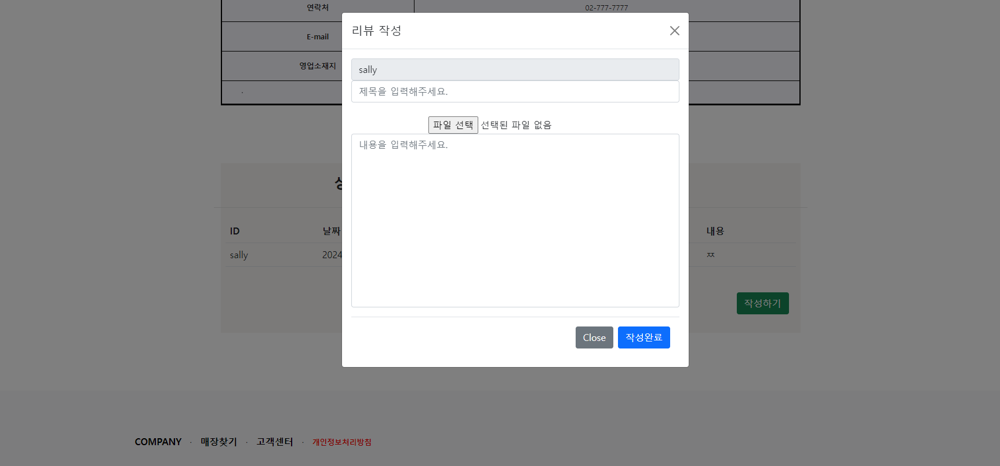 연락처 02-777-7777
리뷰 작성
E-mail
영업소재지
sally
제목을 입력해주세요.
파일 선택 선택된 파일 없음
내용을 입력해주세요.
ID 날짜 내용
sally 2024 ㅉ
작성하기
Close 작성완료
COMPANY · 매장찾기 · 고객센터 · 개인정보처리방침